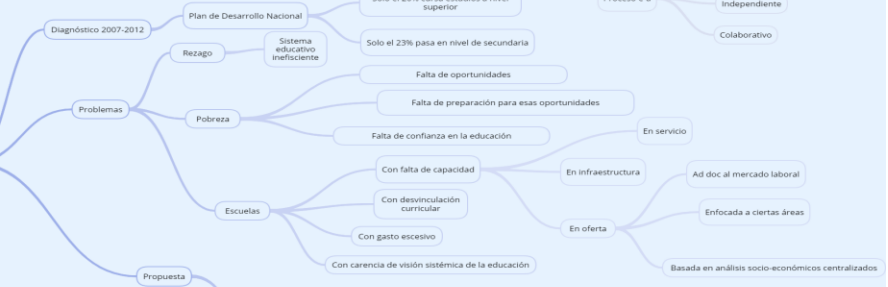 superior
Independiente
Plan de Desarrollo Nacional
Diagnóstico 2007-2012
Colaborativo
Solo el 23% pasa en nivel de secundaria
Sistema
educativo
inefisciente
Rezago
Falta de oportunidades
Problemas
Falta de preparación para esas oportunidades
Pobreza
Falta de confianza en la educación
En servicio
Con falta de capacidad
En infraestructura
Ad doc al mercado laboral
Con desvinculación
curricular
Escuelas
Enfocada a ciertas áreas
En oferta
Con gasto escesivo
Con carencia de visión sistémica de la educación
Basada en análisis socio-económicos centralizados
Propuesta